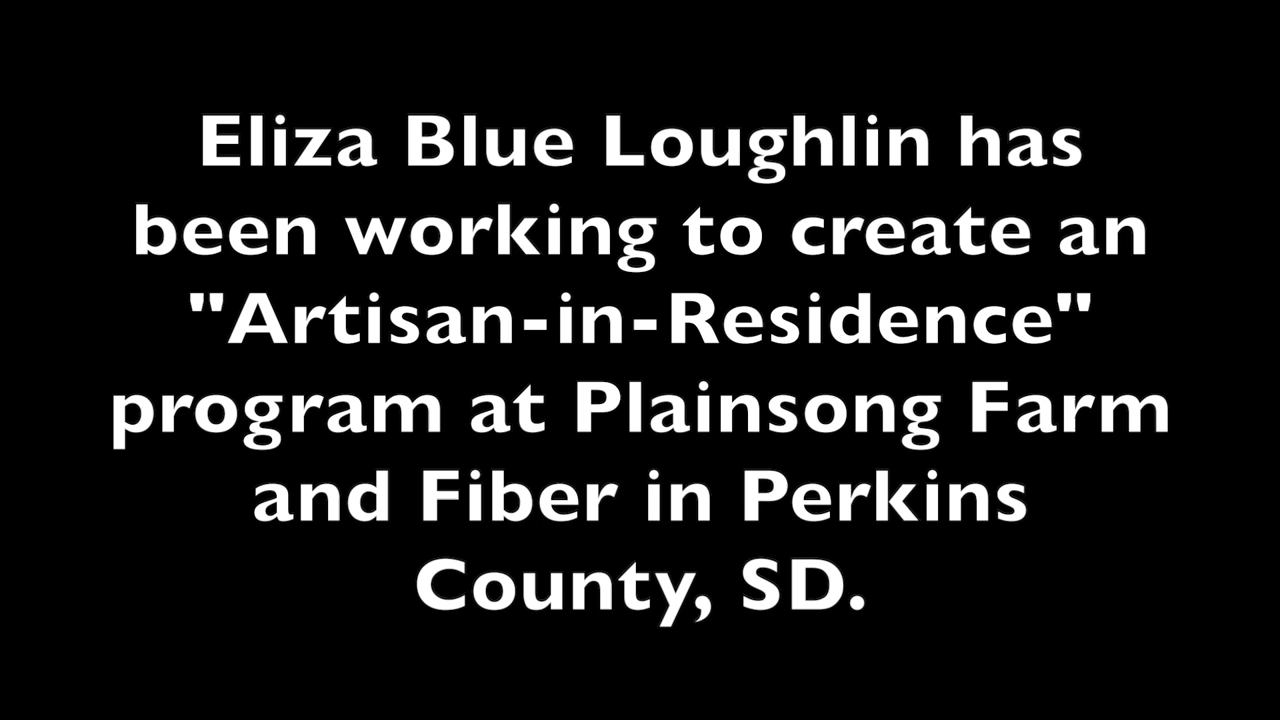 Eliza Blue Loughlin has
been working to create an
"Artisan-in-Residence"
program at Plainsong Farm
and Fiber in Perkins
County, SD.